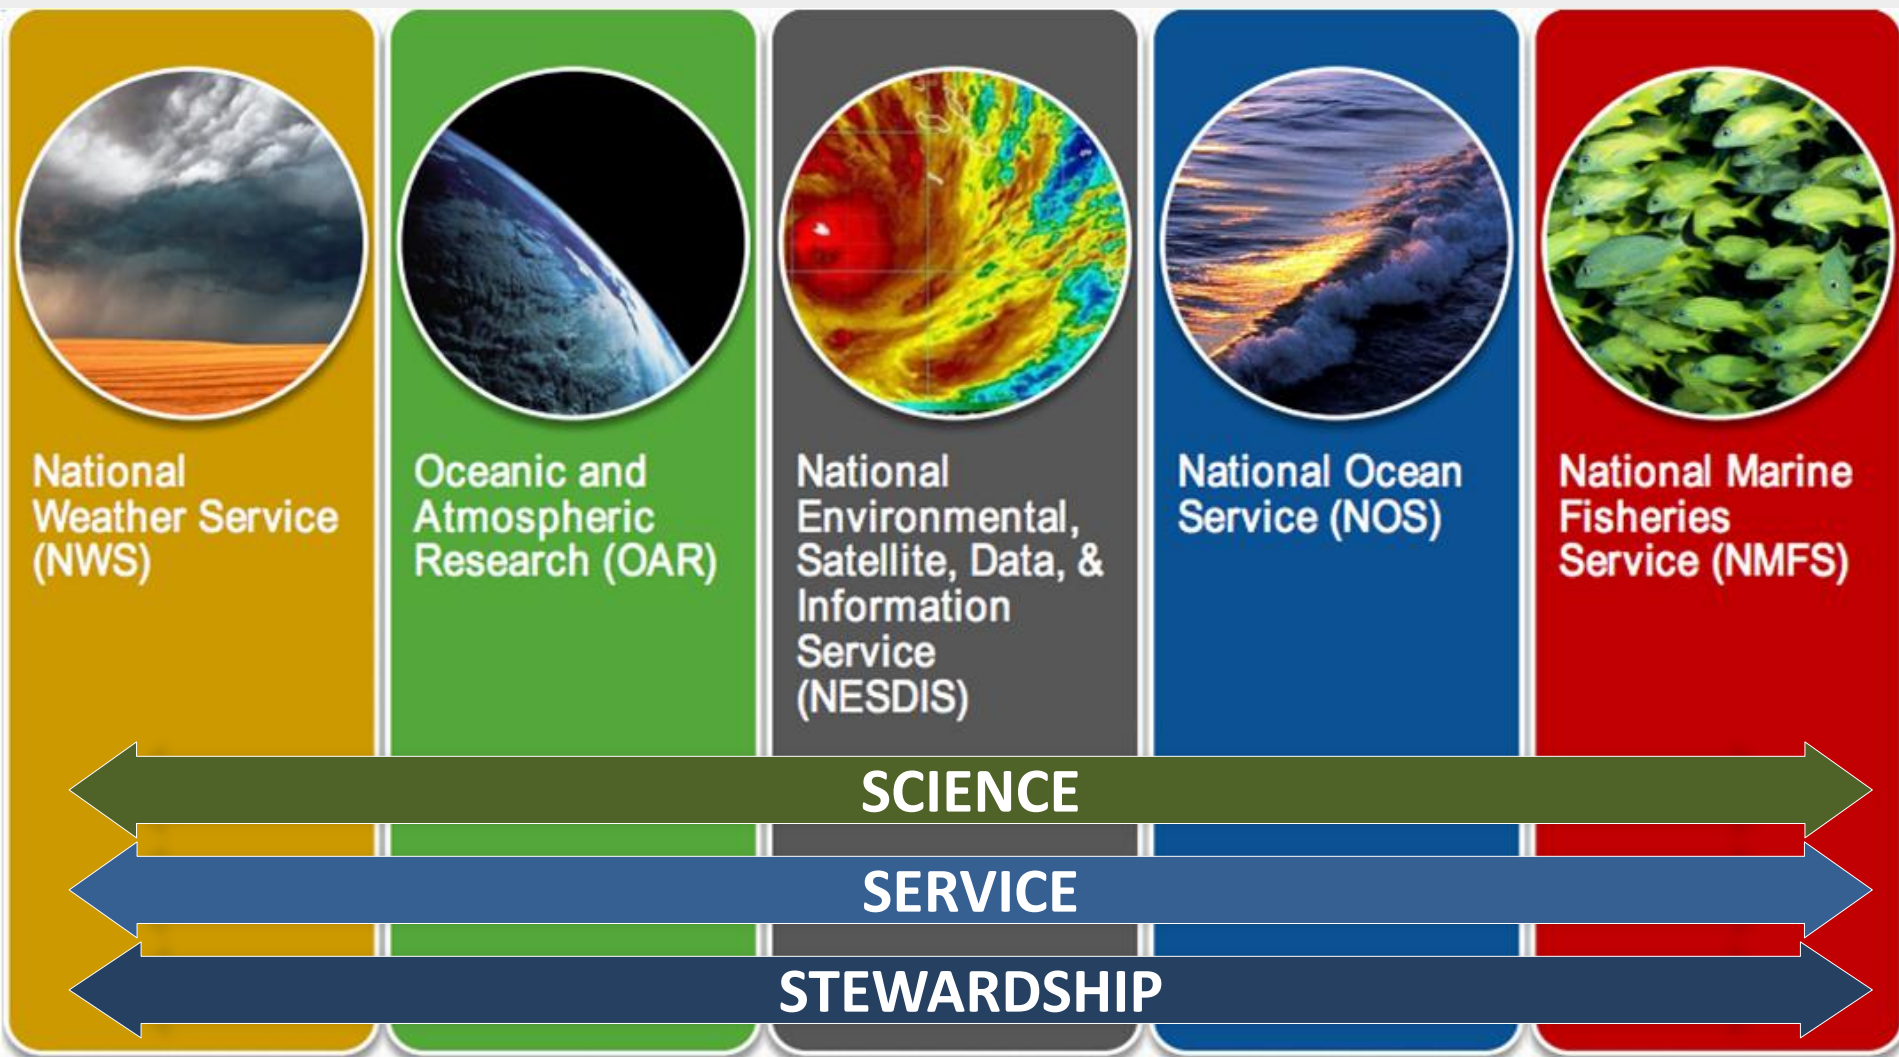 National
Weather Service
(NWS)
Oceanic and
Atmospheric
Research (OAR)
National
Environmental,
Satellite, Data, &
Information
Service
(NESDIS)
National Ocean
Service (NOS)
National Marine
Fisheries
Service (NMFS)
SCIENCE
SERVICE
STEWARDSHIP